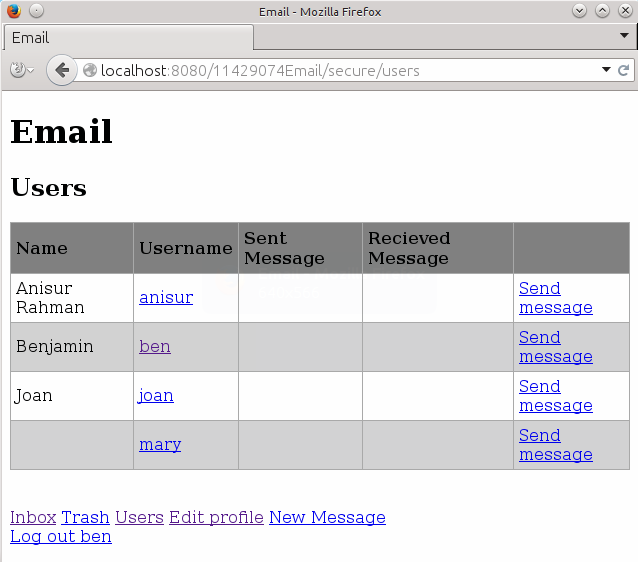 Email - Mozilla Firefox
Email
localhost:8080/11429074Email/secure/users
Email
Users
Name Username Sent Message Recieved Message
Anisur Rahman anisur Send message
Benjamin ben Send message
Joan joan Send message
mary Send message
Inbox Trash Users Edit profile New Message
Log out ben